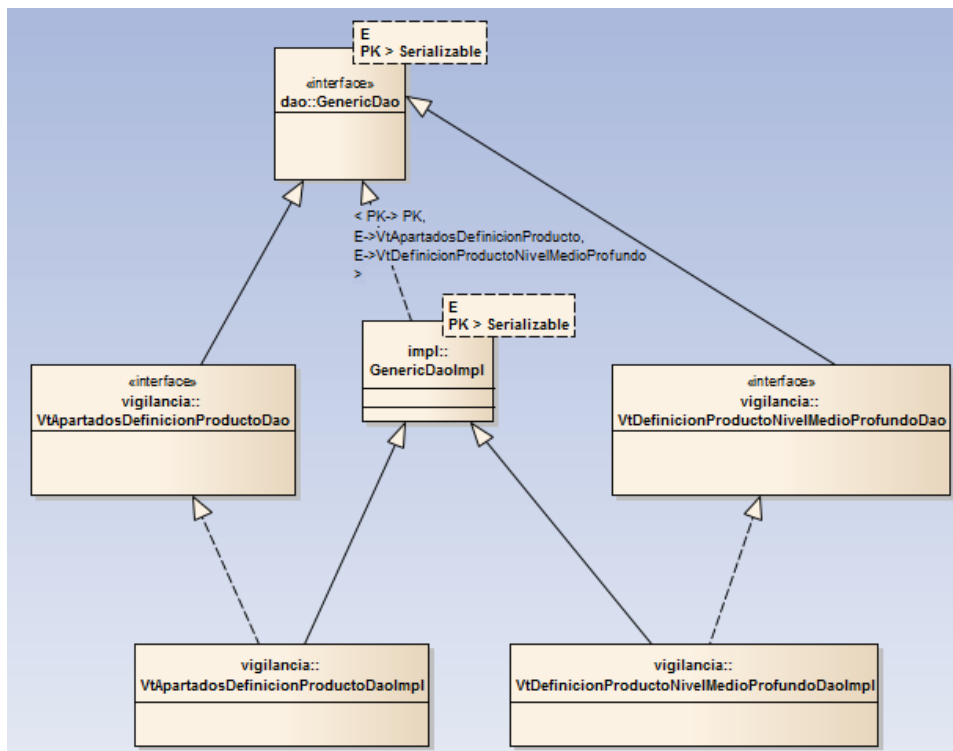 E
PK > Serializable
«interface»
dao::GenericDao
< PK-> PK,
E->VtApartadosDefinicionProducto,
E->VtDefinicionProductoNivelMedioProfundo
>
E
PK > Serializable
impl::
GenericDaoImpl
«interface»
vigilancia::
VtApartadosDefinicionProductoDao
«interface»
vigilancia::
VtDefinicionProductoNivelMedioProfundoDao
vigilancia::
VtApartadosDefinicionProductoDaoImpl
vigilancia::
VtDefinicionProductoNivelMedioProfundoDaoImpl